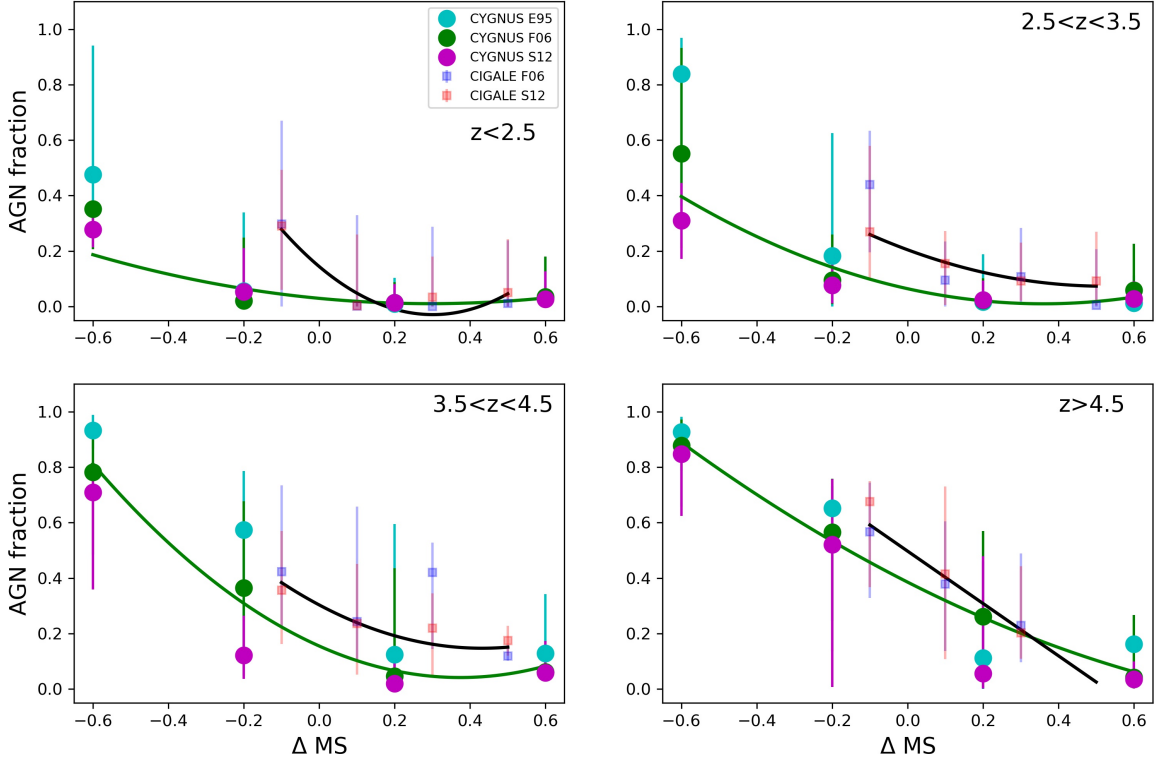 CYGNUS E95
CYGNUS F06
CYGNUS S12
CIGALE F06
CIGALE S12
z<2.5
AGN fraction
1.0
0.8
0.6
0.4
0.2
0.0
−0.6 −0.4 −0.2 0.0 0.2 0.4 0.6
2.5<z<3.5
1.0
0.8
0.6
0.4
0.2
0.0
−0.6 −0.4 −0.2 0.0 0.2 0.4 0.6
3.5<z<4.5
AGN fraction
1.0
0.8
0.6
0.4
0.2
0.0
−0.6 −0.4 −0.2 0.0 0.2 0.4 0.6
Δ MS
z>4.5
1.0
0.8
0.6
0.4
0.2
0.0
−0.6 −0.4 −0.2 0.0 0.2 0.4 0.6
Δ MS